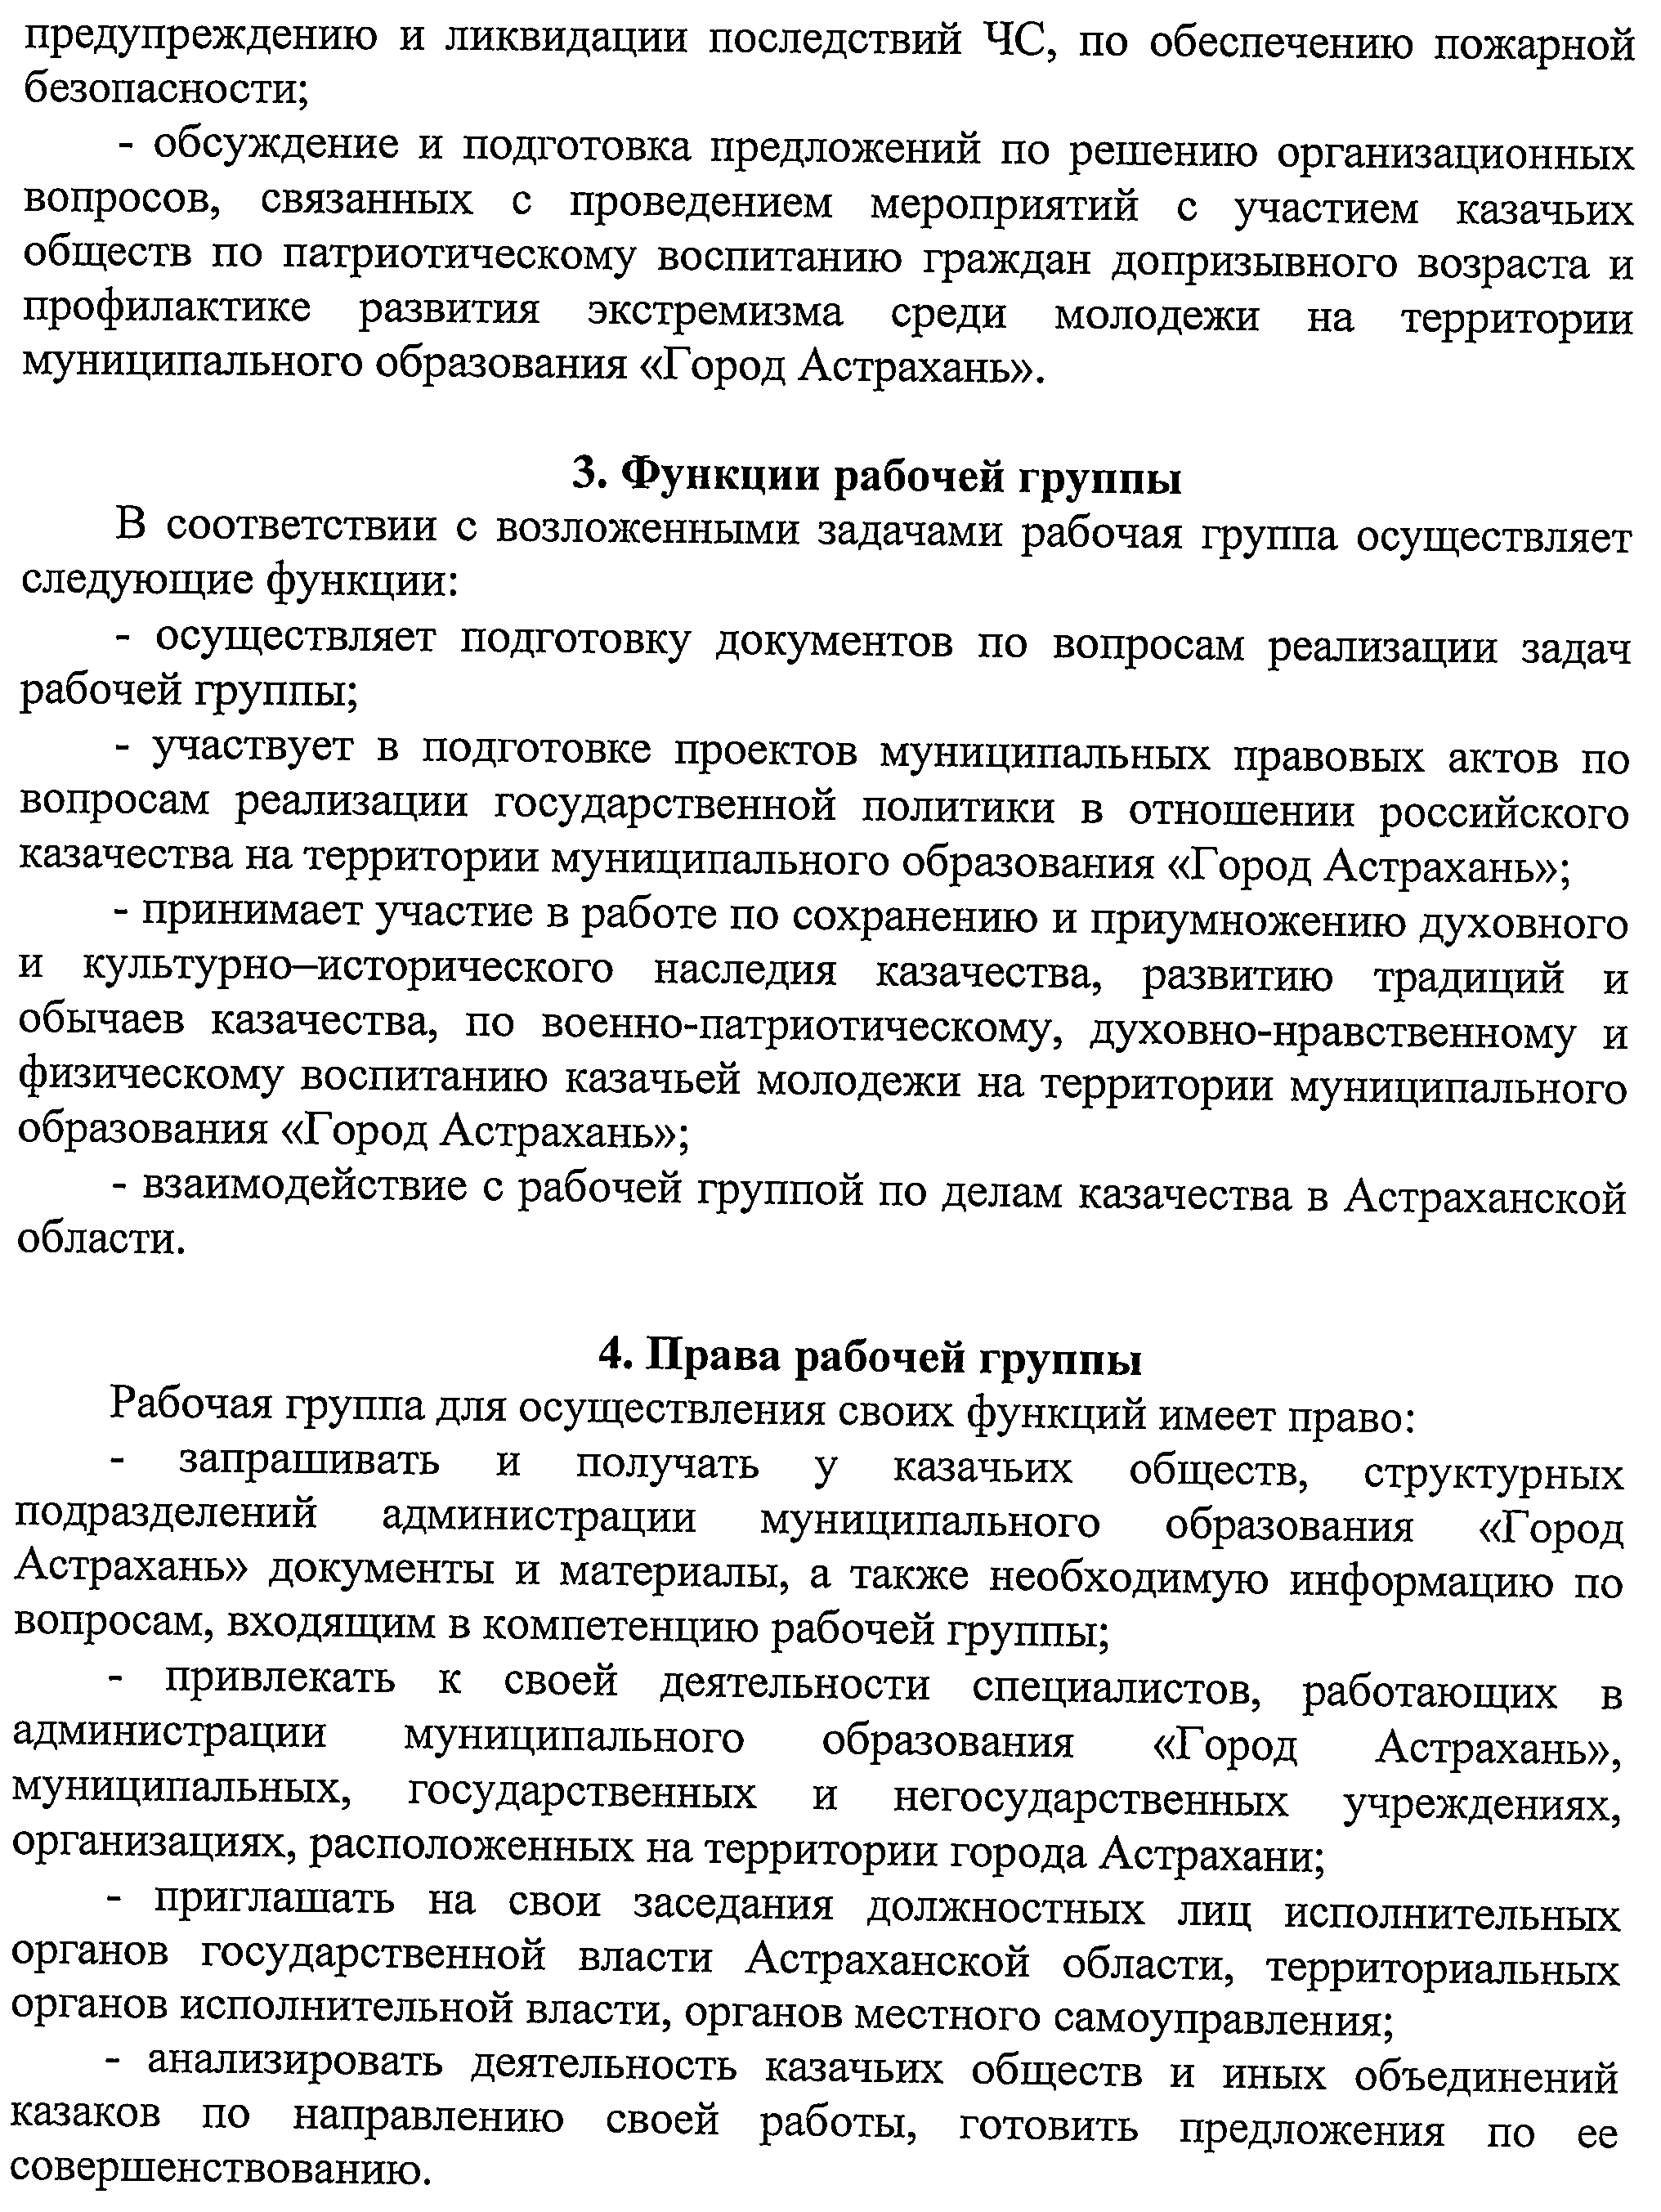 предупреждению и ликвидации последствий ЧС, по обеспечению пожарной
безопасности;
- обсуждение и подготовка предложений по решению организационных
вопросов, связанных с проведением мероприятий с участием казачьих
обществ по патриотическому воспитанию граждан допризывного возраста и
профилактике развития экстремизма среди молодежи на территории
муниципального образования «Город Астрахань».
3. Функции рабочей группы
В соответствии с возложенными задачами рабочая группа осуществляет
следующие функции:
- осуществляет подготовку документов по вопросам реализации задач
рабочей группы;
- участвует в подготовке проектов муниципальных правовых актов по
вопросам реализации государственной политики в отношении российского
казачества на территории муниципального образования «Город Астрахань»;
- принимает участие в работе по сохранению и приумножению духовного
и культурно–исторического наследия казачества, развитию традиций и
обычаев казачества, по военно-патриотическому, духовно-нравственному и
физическому воспитанию казачьей молодежи на территории муниципального
образования «Город Астрахань»;
- взаимодействие с рабочей группой по делам казачества в Астраханской
области.
4. Права рабочей группы
Рабочая группа для осуществления своих функций имеет право:
- запрашивать и получать у казачьих обществ, структурных
подразделений администрации муниципального образования «Город
Астрахань» документы и материалы, а также необходимую информацию по
вопросам, входящим в компетенцию рабочей группы;
- привлекать к своей деятельности специалистов, работающих в
администрации муниципального образования «Город Астрахань»,
муниципальных, государственных и негосударственных учреждениях,
организациях, расположенных на территории города Астрахани;
- приглашать на свои заседания должностных лиц исполнительных
органов государственной власти Астраханской области, территориальных
органов исполнительной власти, органов местного самоуправления;
- анализировать деятельность казачьих обществ и иных объединений
казаков по направлению своей работы, готовить предложения по ее
совершенствованию.